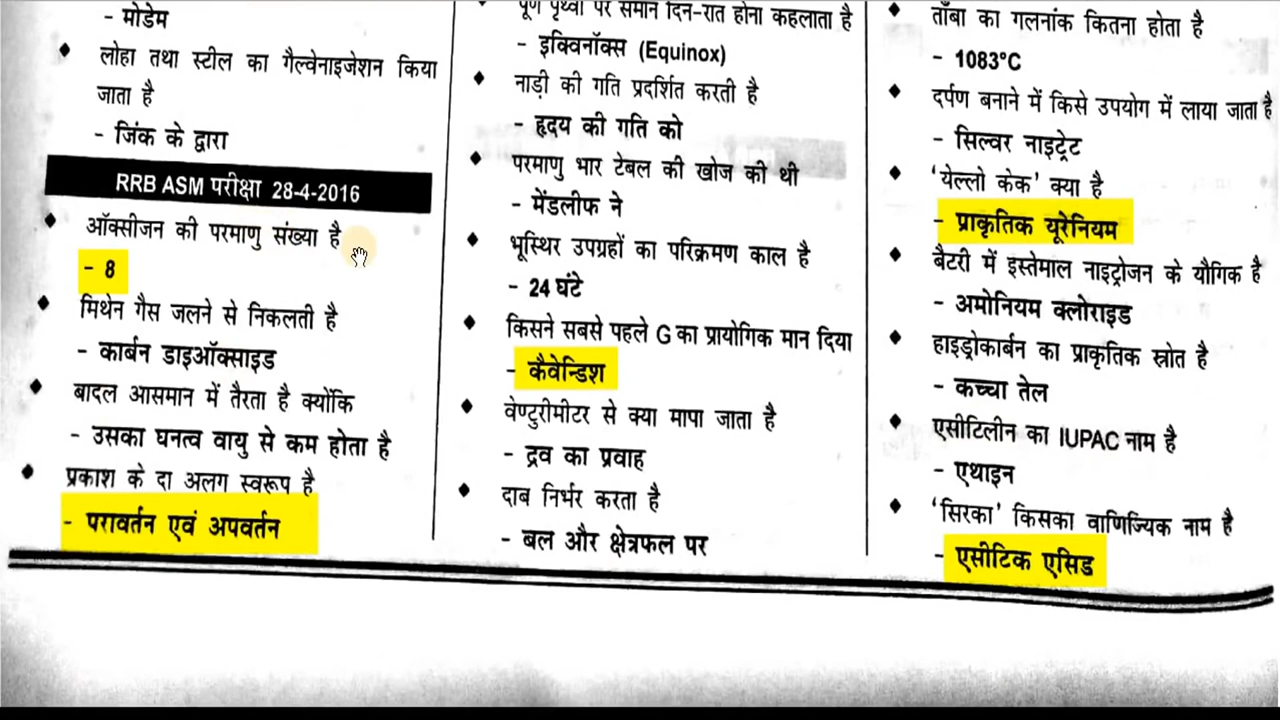 - मोडेम
लोहा तथा स्टील का गैल्वेनाइजेशन किया
जाता है
- जिंक के द्वारा
RRB ASM परीक्षा 28-4-2016
ऑक्सीजन की परमाणु संख्या है
- 8
मिथेन गैस जलने से निकलती है
- कार्बन डाइऑक्साइड
बादल आसमान में तैरता है क्योंकि
- उसका घनत्व वायु से कम होता है
प्रकाश के दा अलग स्वरूप है
- परावर्तन एवं अपवर्तन
पूर्ण पृथ्वी पर समान दिन-रात होना कहलाता है
- इक्विनॉक्स (Equinox)
नाड़ी की गति प्रदर्शित करती है
- हृदय की गति को
परमाणु भार टेबल की खोज की थी
- मेंडलीफ ने
भूस्थिर उपग्रहों का परिक्रमण काल है
- 24 घंटे
किसने सबसे पहले G का प्रायोगिक मान दिया
- कैवेन्डिश
वेण्टुरीमीटर से क्या मापा जाता है
- द्रव का प्रवाह
दाब निर्भर करता है
- बल और क्षेत्रफल पर
ताँबा का गलनांक कितना होता है
- 1083°C
दर्पण बनाने में किसे उपयोग में लाया जाता है
- सिल्वर नाइट्रेट
'येल्लो केक' क्या है
- प्राकृतिक यूरेनियम
बैटरी में इस्तेमाल नाइट्रोजन के यौगिक है
- अमोनियम क्लोराइड
हाइड्रोकार्बन का प्राकृतिक स्रोत है
- कच्चा तेल
एसीटिलीन का IUPAC नाम है
- एथाइन
'सिरका' किसका वाणिज्यिक नाम है
- एसीटिक एसिड